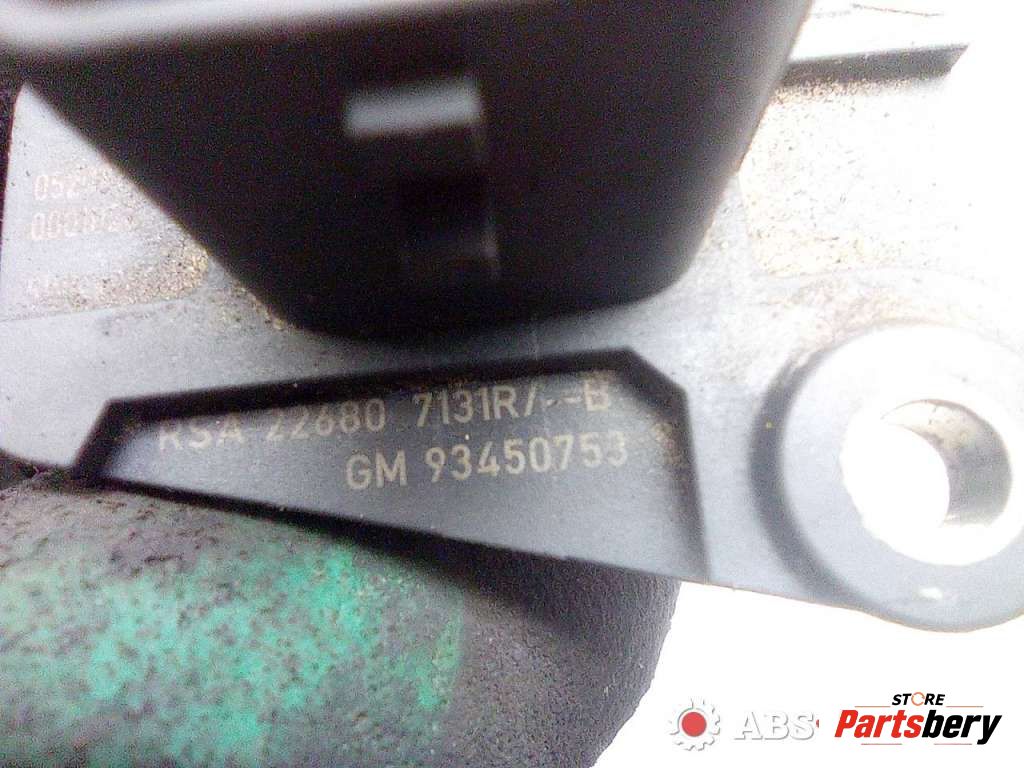 RSA 22680 7131R/--B
GM 93450753
ABS
STORE
Partsbery